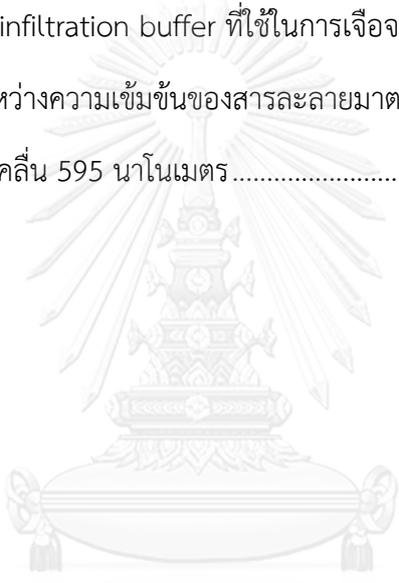 infiltration buffer ที่ใช้ในการเจือจ
หว่างความเข้มข้นของสารละลายมาต
คลื่น 595 นาโนเมตร........................